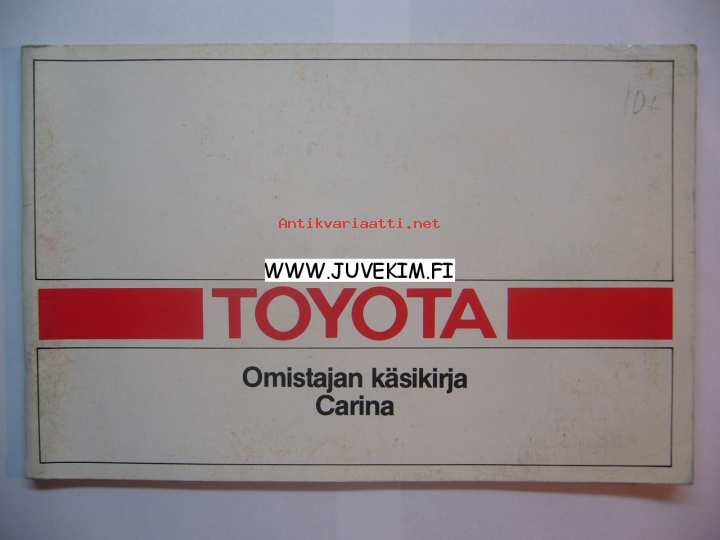 10€
Antikvariaatti.net
WWW.JUVEKIM.FI
TOYOTA
Omistajan käsikirja
Carina